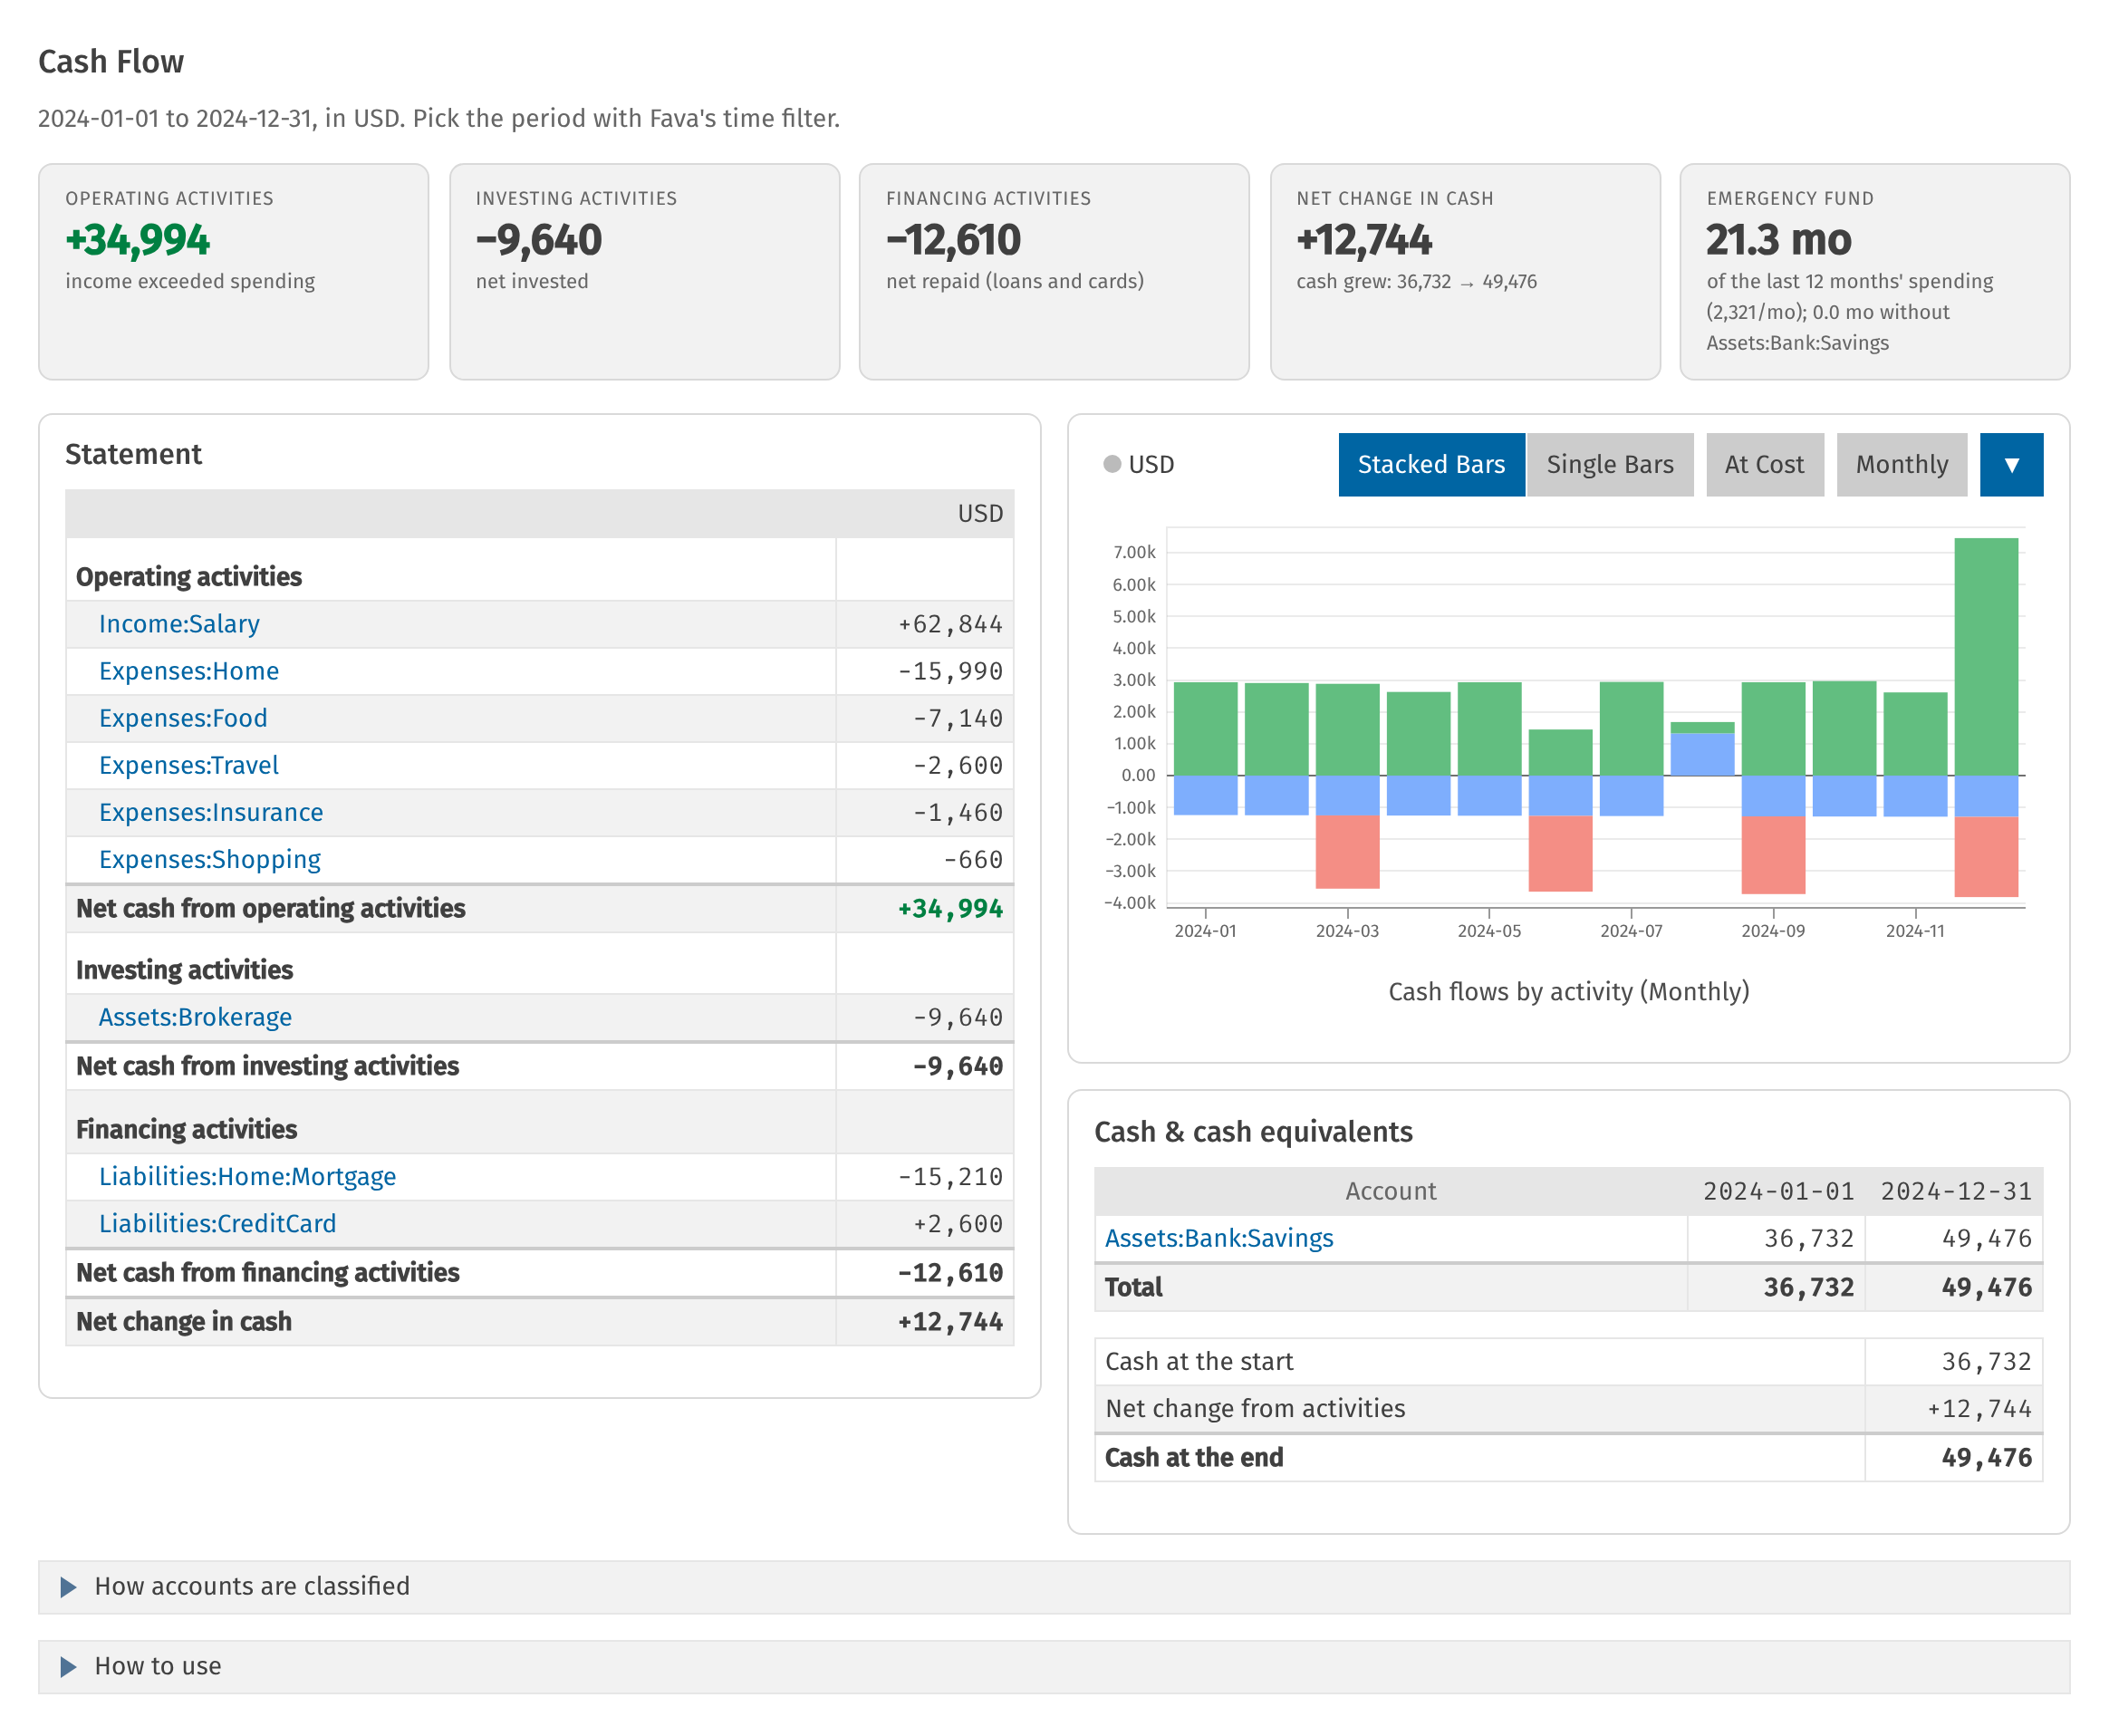 Cash Flow
2024-01-01 to 2024-12-31, in USD. Pick the period with Fava's time filter.
OPERATING ACTIVITIES
+34,994
income exceeded spending
INVESTING ACTIVITIES
−9,640
net invested
FINANCING ACTIVITIES
−12,610
net repaid (loans and cards)
NET CHANGE IN CASH
+12,744
cash grew: 36,732 → 49,476
EMERGENCY FUND
21.3 mo
of the last 12 months' spending
(2,321/mo); 0.0 mo without
Assets:Bank:Savings
Statement
USD
Operating activities
Income:Salary +62,844
Expenses:Home −15,990
Expenses:Food −7,140
Expenses:Travel −2,600
Expenses:Insurance −1,460
Expenses:Shopping −660
Net cash from operating activities +34,994
Investing activities
Assets:Brokerage −9,640
Net cash from investing activities −9,640
Financing activities
Liabilities:Home:Mortgage −15,210
Liabilities:CreditCard +2,600
Net cash from financing activities −12,610
Net change in cash +12,744
USD Stacked Bars Single Bars At Cost Monthly ▼
7.00k
6.00k
5.00k
4.00k
3.00k
2.00k
1.00k
0.00
−1.00k
−2.00k
−3.00k
−4.00k
2024-01 2024-03 2024-05 2024-07 2024-09 2024-11
Cash flows by activity (Monthly)
Cash & cash equivalents
Account 2024-01-01 2024-12-31
Assets:Bank:Savings 36,732 49,476
Total 36,732 49,476
Cash at the start 36,732
Net change from activities +12,744
Cash at the end 49,476
How accounts are classified
How to use